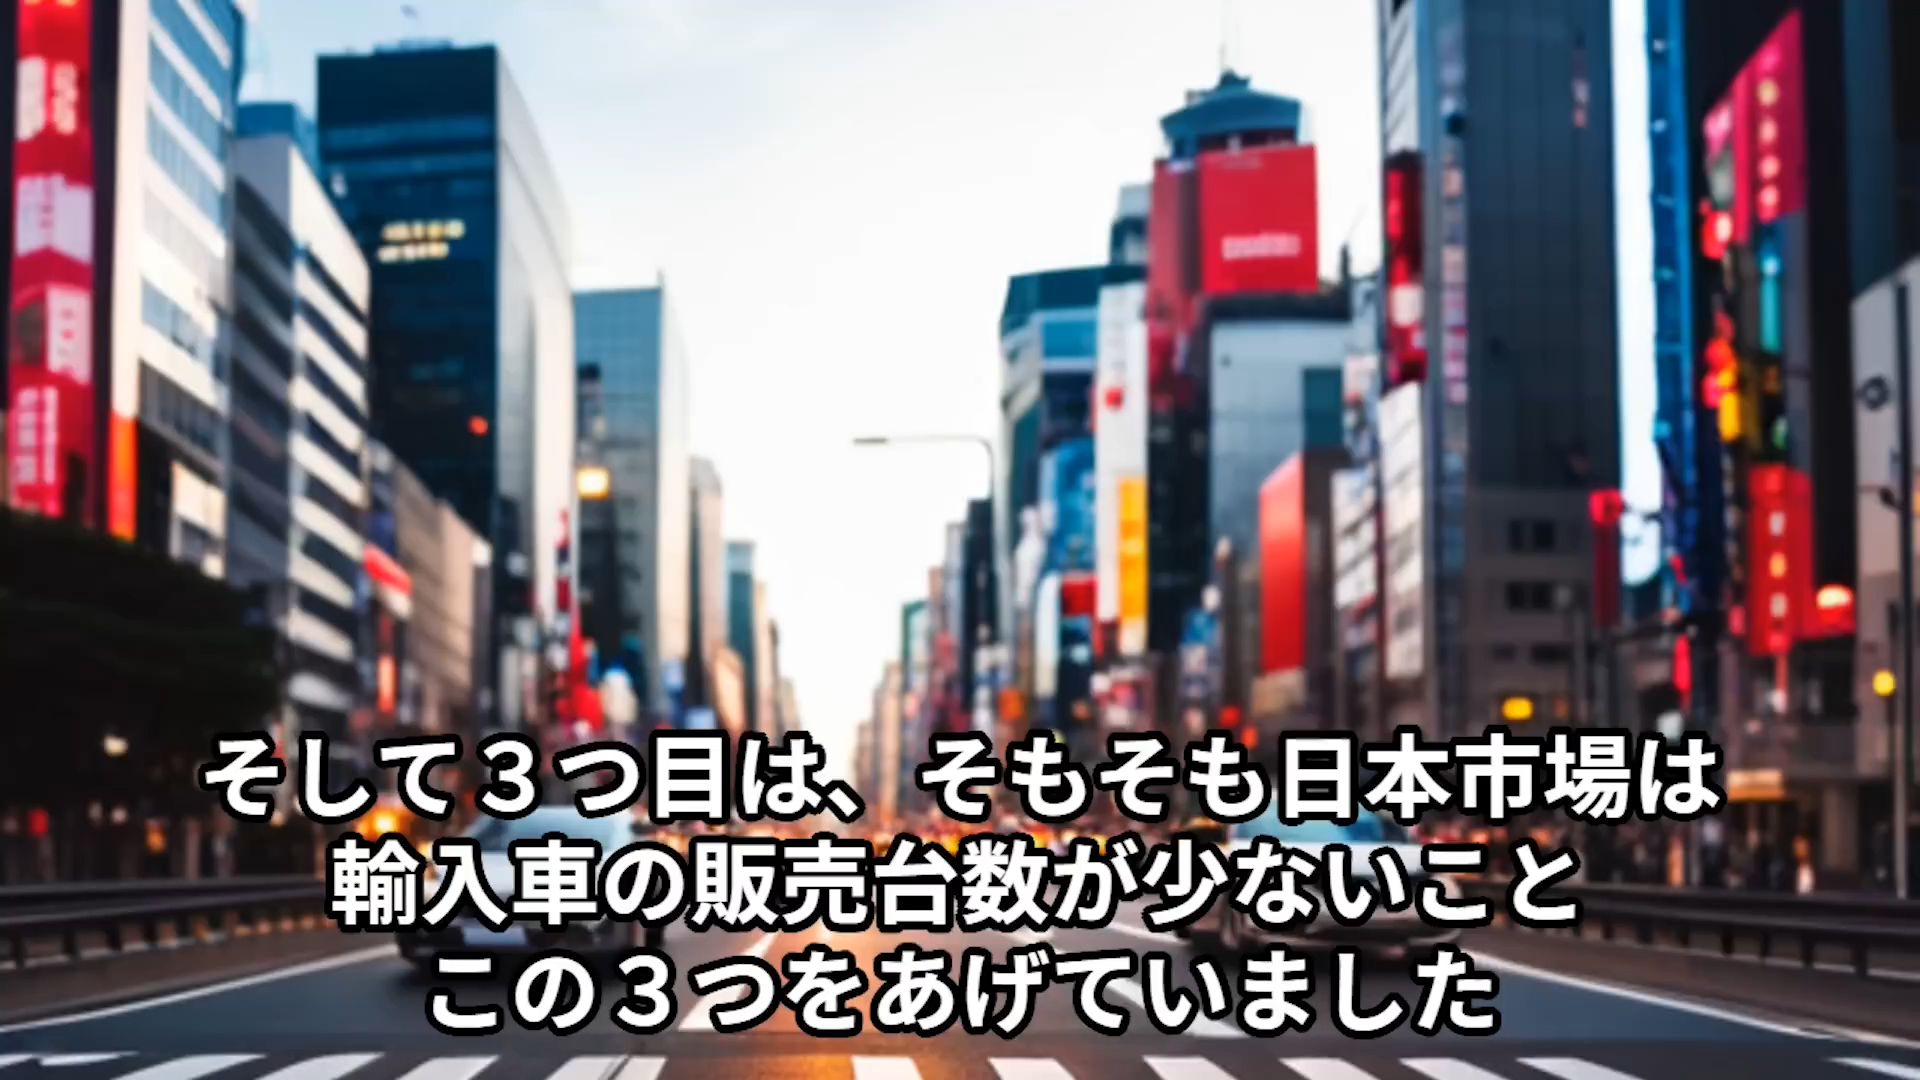 そして３つ目は、そもそも日本市場は
輸入車の販売台数が少ないこと
この３つをあげていました